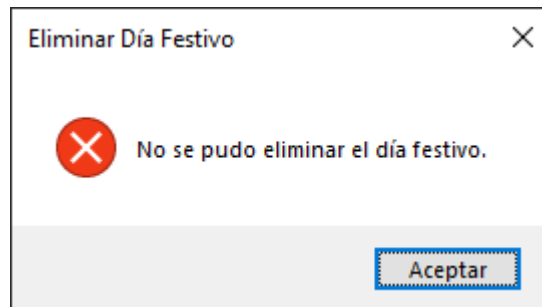 Eliminar Día Festivo
No se pudo eliminar el día festivo.
Aceptar